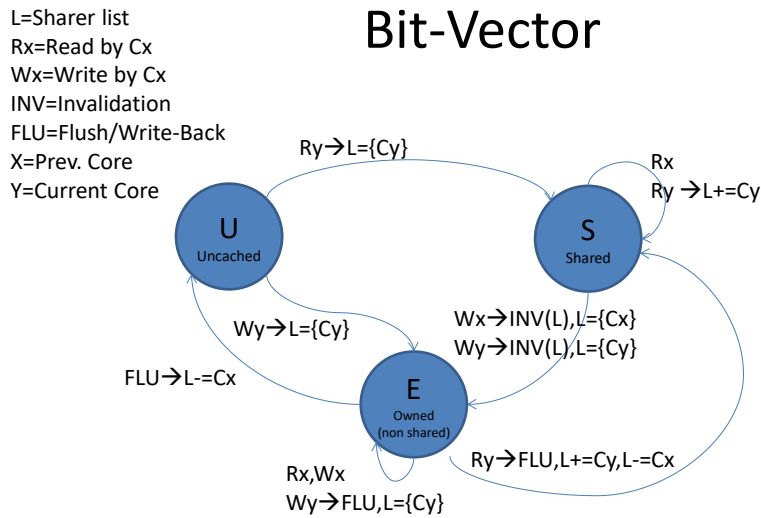 Bit-Vector
L=Sharer list
Rx=Read by Cx
Wx=Write by Cx
INV=Invalidation
FLU=Flush/Write-Back
X=Prev. Core
Y=Current Core
Ry→L={Cy}
Rx
Ry →L+=Cy
U
Uncached
S
Shared
Wx→INV(L),L={Cx}
Wy→INV(L),L={Cy}
Wy→L={Cy}
FLU→L-=Cx
E
Owned
(non shared)
Ry→FLU,L+=Cy,L-=Cx
Rx,Wx
Wy→FLU,L={Cy}